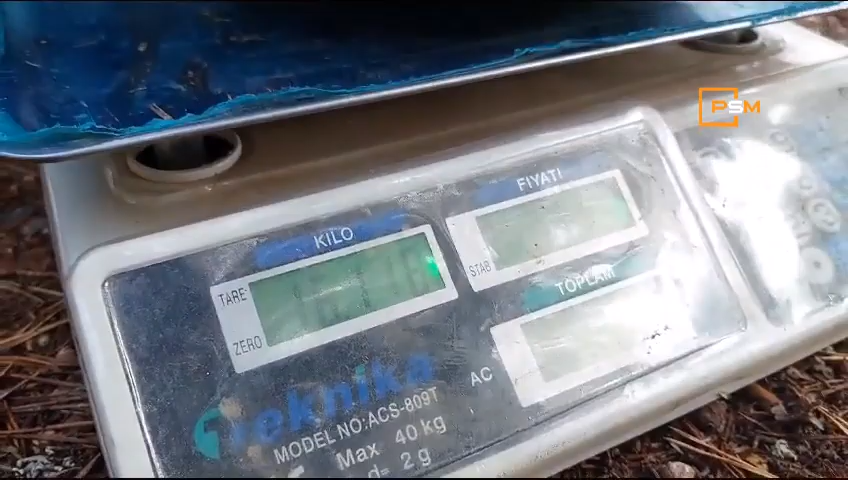 PSM
FIYATI
KILO
TARE
ZERO
STAB
TOPLAM
AC
Teknika
MODEL NO: ACS-809T
Max 40 kg
d= 2 g